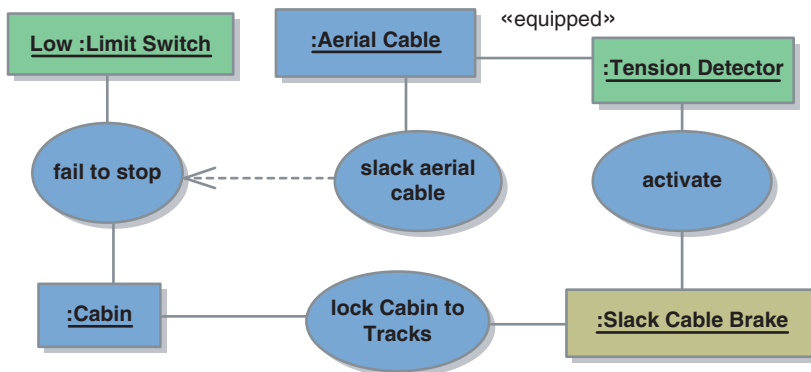 «equipped»
Low :Limit Switch
:Aerial Cable
:Tension Detector
fail to stop
slack aerial
cable
activate
:Cabin
lock Cabin to
Tracks
:Slack Cable Brake